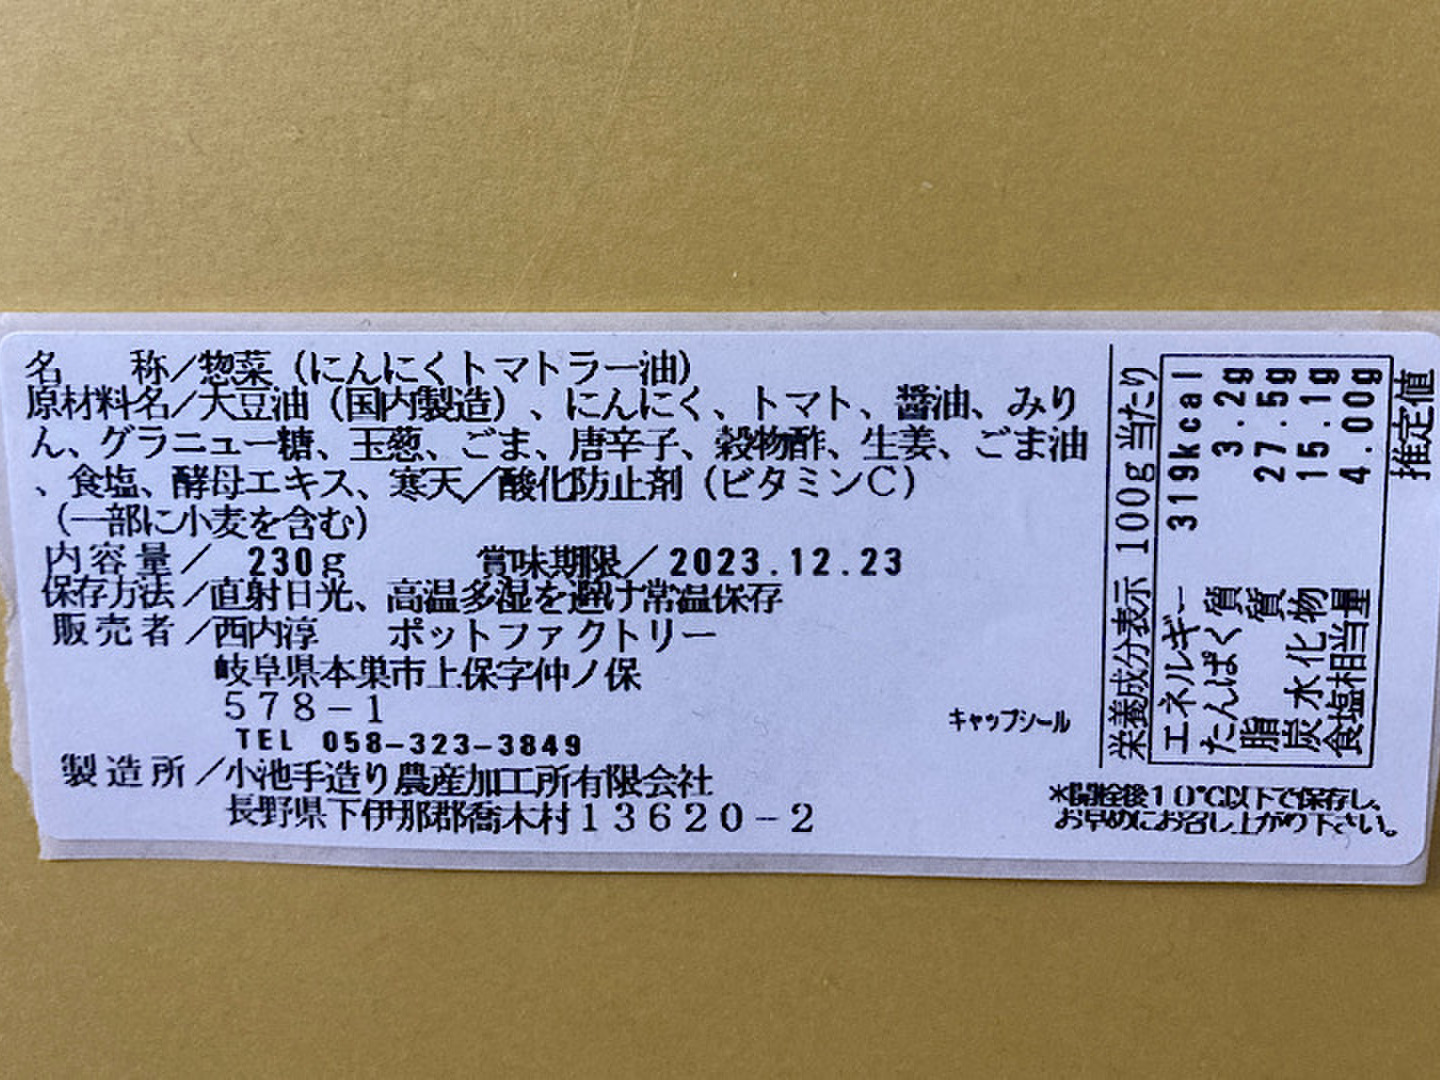 名　　称／惣菜（にんにくトマトラー油）
原材料名／大豆油（国内製造）、にんにく、トマト、醤油、みり
ん、グラニュー糖、玉葱、ごま、唐辛子、穀物酢、生姜、ごま油
、食塩、酵母エキス、寒天／酸化防止剤（ビタミンC）
（一部に小麦を含む）
内容量／　230g　　　賞味期限／2023.12.23
保存方法／直射日光、高温多湿を避け常温保存
販売者／西内淳　　ポットファクトリー
岐阜県本巣市上保字仲ノ保
５７８－１
TEL 058-323-3849
製造所／小池手造り農産加工所有限会社
長野県下伊那郡喬木村１３６２０－２
キャップシール
栄養成分表示 100g当たり
エネルギー 319kcal
たんぱく質 3.2g
脂質 27.5g
炭水化物 15.1g
食塩相当量 4.00g
推定値
＊開栓後１０℃以下で保存し、
お早めにお召し上がり下さい。